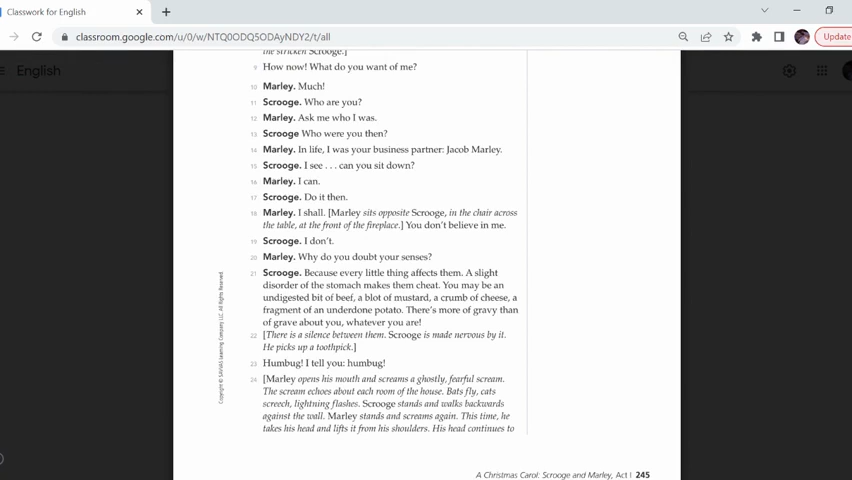 Classwork for English
classroom.google.com/u/0/w/NTQ0ODQ5ODAyNDY2/t/all
Update
English
the stricken Scrooge.]
9 How now! What do you want of me?
10 Marley. Much!
11 Scrooge. Who are you?
12 Marley. Ask me who I was.
13 Scrooge Who were you then?
14 Marley. In life, I was your business partner: Jacob Marley.
15 Scrooge. I see . . . can you sit down?
16 Marley. I can.
17 Scrooge. Do it then.
18 Marley. I shall. [Marley sits opposite Scrooge, in the chair across
the table, at the front of the fireplace.] You don't believe in me.
19 Scrooge. I don't.
20 Marley. Why do you doubt your senses?
21 Scrooge. Because every little thing affects them. A slight
disorder of the stomach makes them cheat. You may be an
undigested bit of beef, a blot of mustard, a crumb of cheese, a
fragment of an underdone potato. There's more of gravy than
of grave about you, whatever you are!
22 [There is a silence between them. Scrooge is made nervous by it.
He picks up a toothpick.]
23 Humbug! I tell you: humbug!
24 [Marley opens his mouth and screams a ghostly, fearful scream.
The scream echoes about each room of the house. Bats fly, cats
screech, lightning flashes. Scrooge stands and walks backwards
against the wall. Marley stands and screams again. This time, he
takes his head and lifts it from his shoulders. His head continues to
Copyright © SAVVAS Learning Company LLC. All Rights Reserved.
A Christmas Carol: Scrooge and Marley, Act I 245